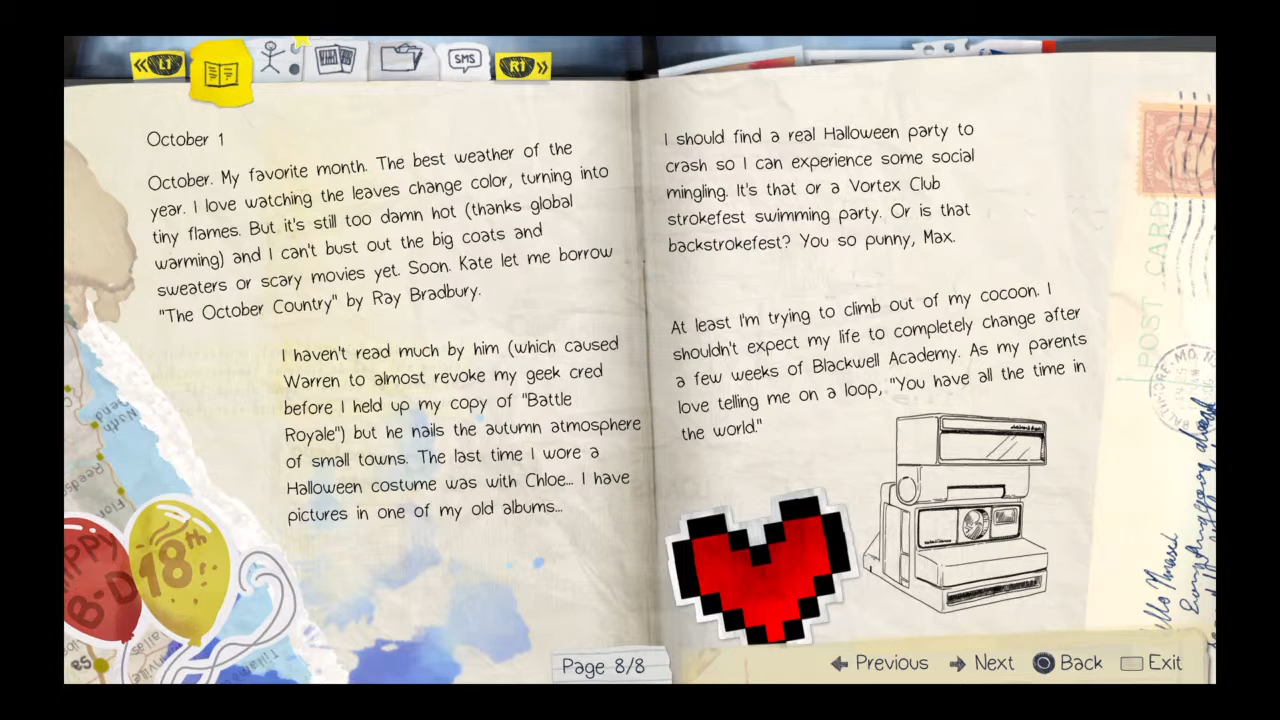 L1
SMS
R1
October 1
October. My favorite month. The best weather of the
year. I love watching the leaves change color, turning into
tiny flames. But it's still too damn hot (thanks global
warming) and I can't bust out the big coats and
sweaters or scary movies yet. Soon. Kate let me borrow
"The October Country" by Ray Bradbury.
I haven't read much by him (which caused
Warren to almost revoke my geek cred
before I held up my copy of "Battle
Royale") but he nails the autumn atmosphere
of small towns. The last time I wore a
Halloween costume was with Chloe... I have
pictures in one of my old albums...
I should find a real Halloween party to
crash so I can experience some social
mingling. It's that or a Vortex Club
strokefest swimming party. Or is that
backstrokefest? You so punny, Max.
At least I'm trying to climb out of my cocoon. I
shouldn't expect my life to completely change after
a few weeks of Blackwell Academy. As my parents
love telling me on a loop, "You have all the time in
the world."
18th
B-D
POST CARD
Page 8/8
Previous
Next
Back
Exit